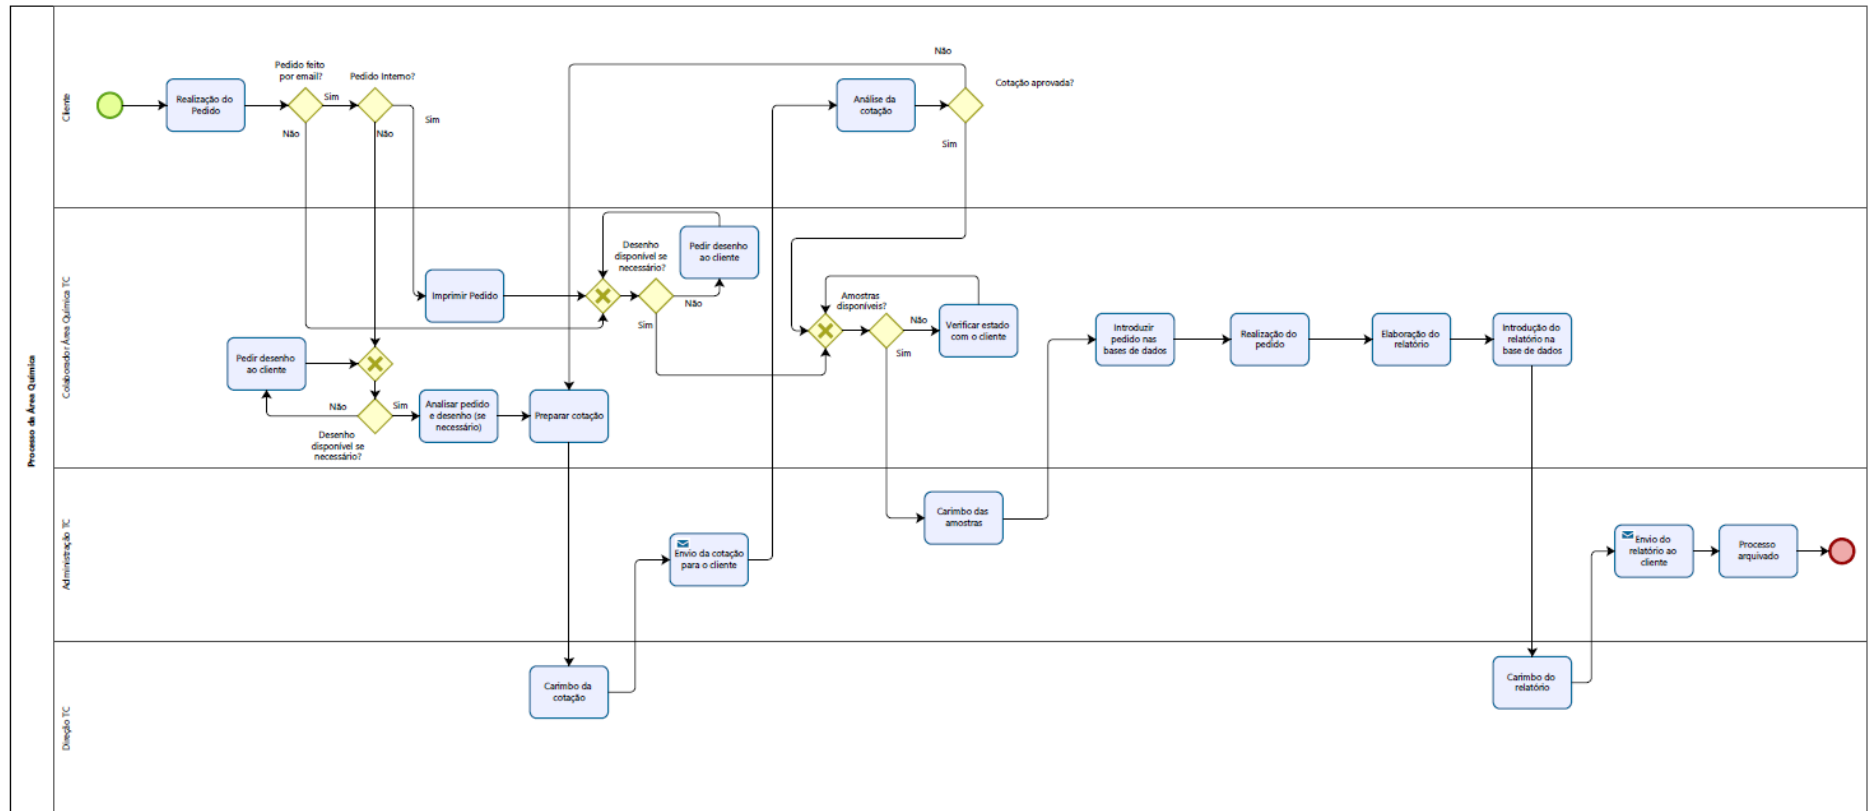 Processo da Área Química
Cliente
Realização do
Pedido
Pedido feito
por email?
Sim
Não
Pedido Interno?
Não
Sim
Análise da
cotação
Não
Cotação aprovada?
Sim
Colaborador Área Química TC
Imprimir Pedido
Desenho
disponível se
necessário?
Pedir desenho
ao cliente
Não
Sim
Amostras
disponíveis?
Não
Sim
Verificar estado
com o cliente
Introduzir
pedido nas
bases de dados
Realização do
pedido
Elaboração do
relatório
Introdução do
relatório na
base de dados
Pedir desenho
ao cliente
Não
Sim
Desenho
disponível se
necessário?
Analisar pedido
e desenho (se
necessário)
Preparar cotação
Administração TC
Envio da cotação
para o cliente
Carimbo das
amostras
Envio do
relatório ao
cliente
Processo
arquivado
Direção TC
Carimbo da
cotação
Carimbo do
relatório